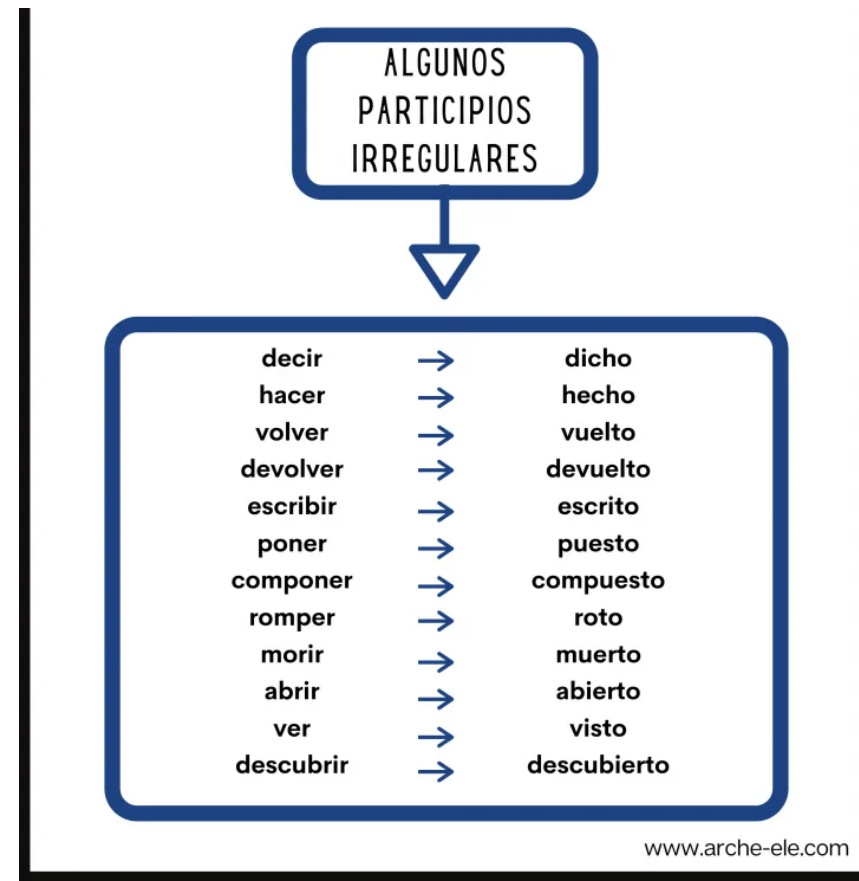 ALGUNOS
PARTICIPIOS
IRREGULARES
decir → dicho
hacer → hecho
volver → vuelto
devolver → devuelto
escribir → escrito
poner → puesto
componer → compuesto
romper → roto
morir → muerto
abrir → abierto
ver → visto
descubrir → descubierto
www.arche-ele.com